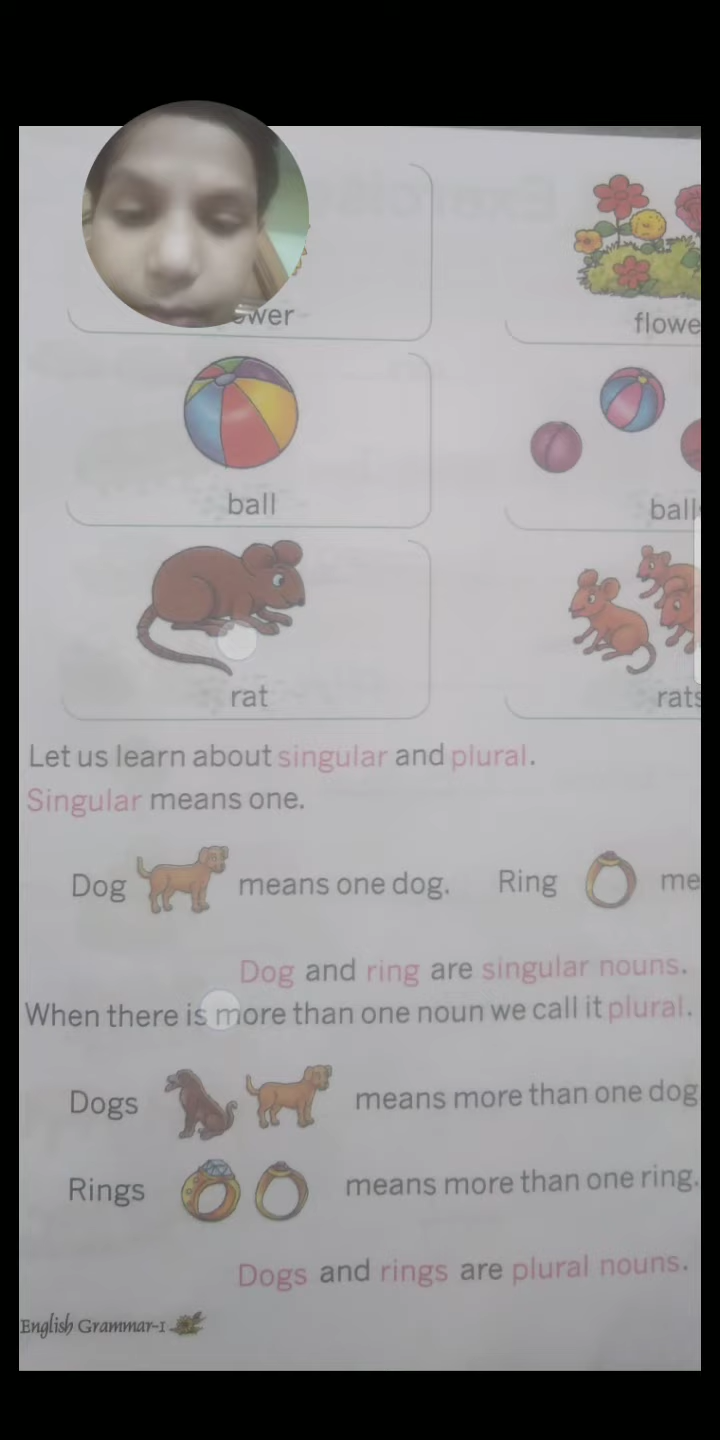 flowe
ball
ball
rat
rats
Let us learn about singular and plural.
Singular means one.
Dog means one dog. Ring me
Dog and ring are singular nouns.
When there is more than one noun we call it plural.
Dogs means more than one dog
Rings means more than one ring.
Dogs and rings are plural nouns.
English Grammar-1